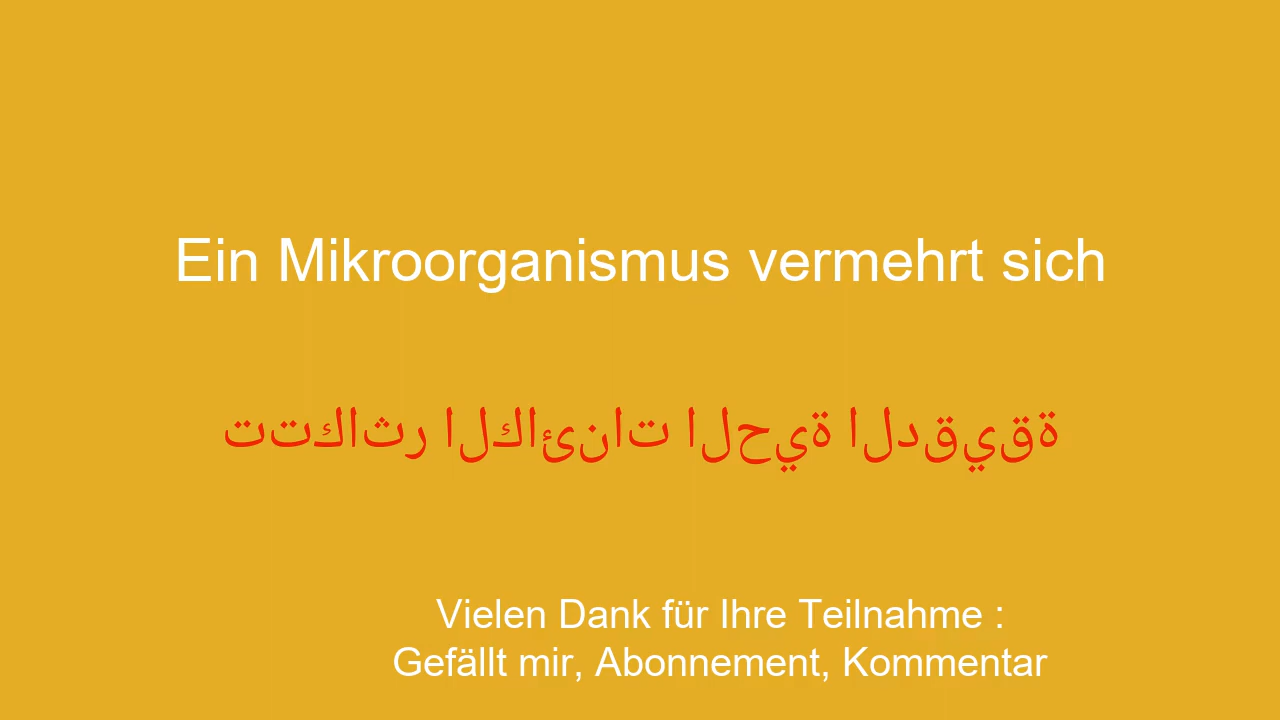 Ein Mikroorganismus vermehrt sich
تتكاثر الكائنات الحية الدقيقة
Vielen Dank für Ihre Teilnahme :
Gefällt mir, Abonnement, Kommentar